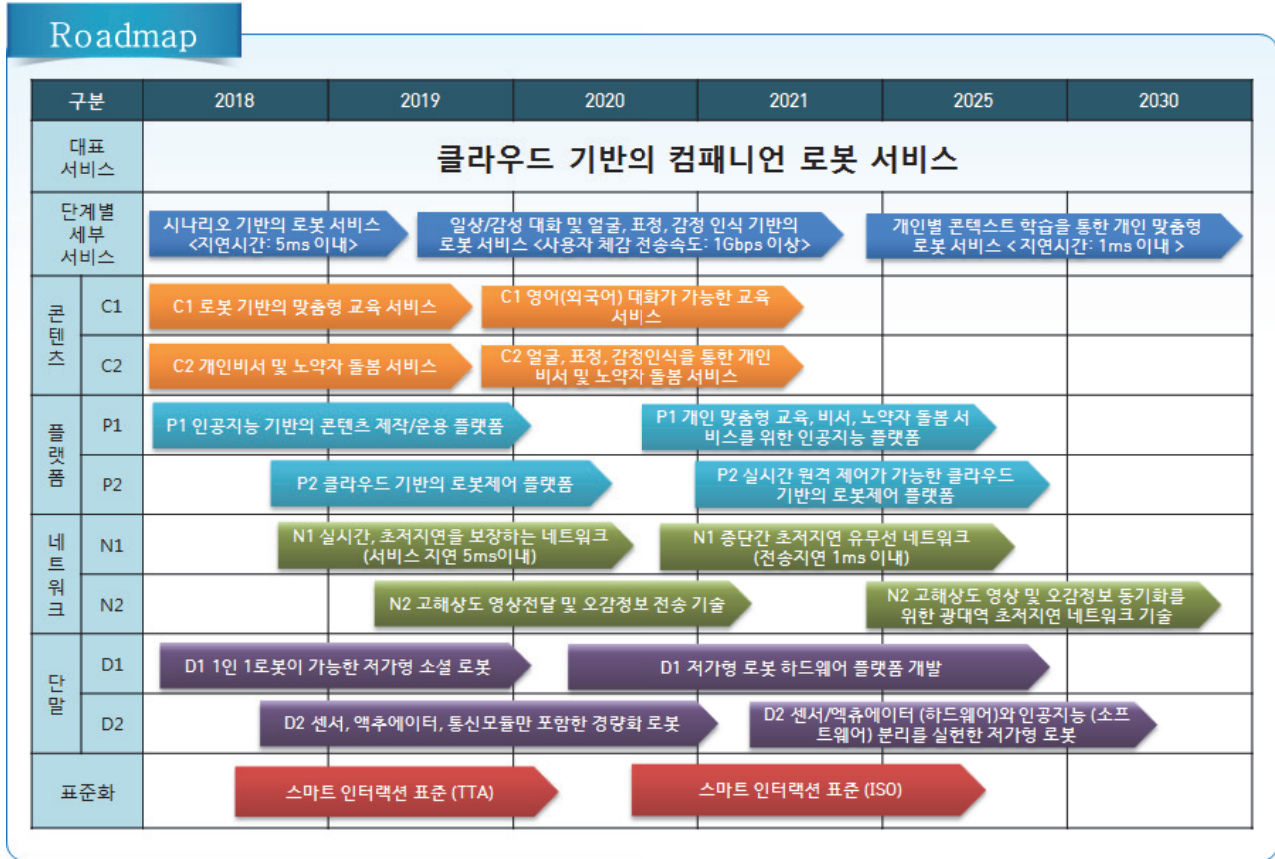 Roadmap
구분 2018 2019 2020 2021 2025 2030
대표
서비스
클라우드 기반의 컴패니언 로봇 서비스
단계별
세부
서비스
시나리오 기반의 로봇 서비스
<지연시간: 5ms 이내>
일상/감성 대화 및 얼굴, 표정, 감정 인식 기반의
로봇 서비스 <사용자 체감 전송속도: 1Gbps 이상>
개인별 콘텍스트 학습을 통한 개인 맞춤형
로봇 서비스 < 지연시간: 1ms 이내 >
콘텐츠
C1
C1 로봇 기반의 맞춤형 교육 서비스
C1 영어(외국어) 대화가 가능한 교육
서비스
C2
C2 개인비서 및 노약자 돌봄 서비스
C2 얼굴, 표정, 감정인식을 통한 개인
비서 및 노약자 돌봄 서비스
플랫폼
P1
P1 인공지능 기반의 콘텐츠 제작/운용 플랫폼
P1 개인 맞춤형 교육, 비서, 노약자 돌봄 서
비스를 위한 인공지능 플랫폼
P2
P2 클라우드 기반의 로봇제어 플랫폼
P2 실시간 원격 제어가 가능한 클라우드
기반의 로봇제어 플랫폼
네트워크
N1
N1 실시간, 초저지연을 보장하는 네트워크
(서비스 지연 5ms이내)
N1 종단간 초저지연 유무선 네트워크
(전송지연 1ms 이내)
N2
N2 고해상도 영상전달 및 오감정보 전송 기술
N2 고해상도 영상 및 오감정보 동기화를
위한 광대역 초저지연 네트워크 기술
단말
D1
D1 1인 1로봇이 가능한 저가형 소셜 로봇
D1 저가형 로봇 하드웨어 플랫폼 개발
D2
D2 센서, 액추에이터, 통신모듈만 포함한 경량화 로봇
D2 센서/엑츄에이터 (하드웨어)와 인공지능 (소프
트웨어) 분리를 실현한 저가형 로봇
표준화
스마트 인터랙션 표준 (TTA)
스마트 인터랙션 표준 (ISO)